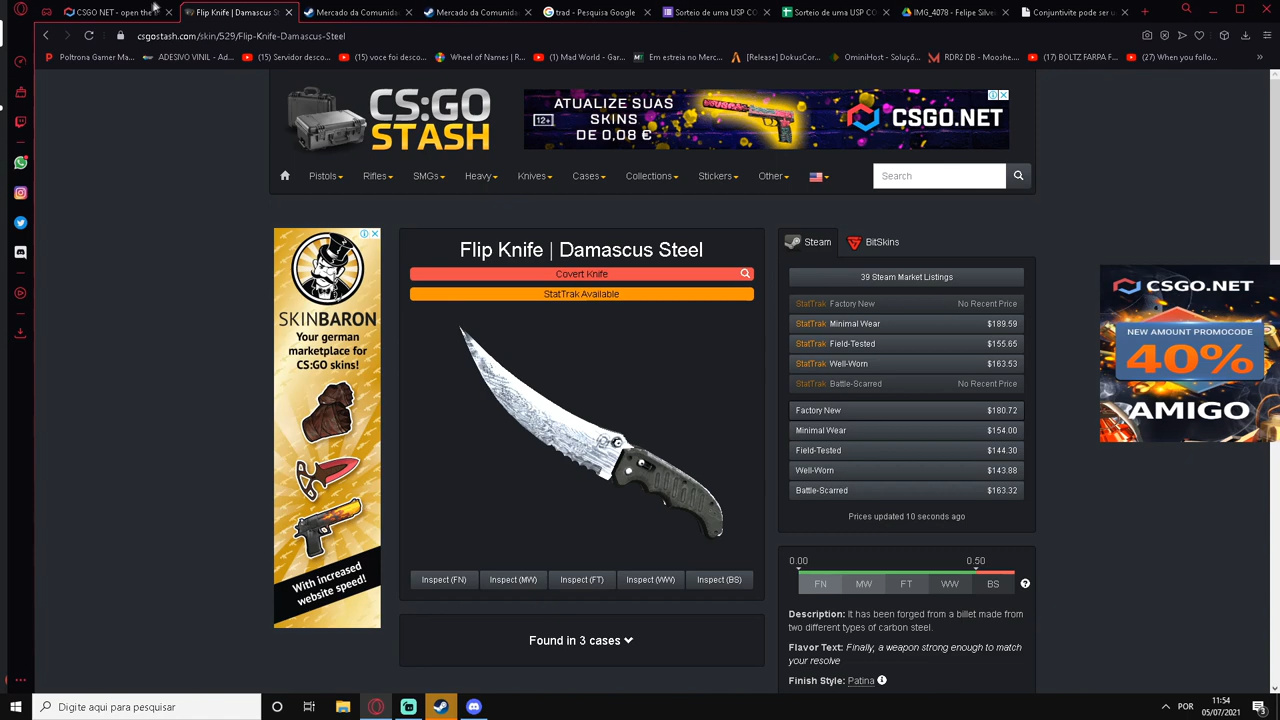 CSGO NET - open the
Flip Knife | Damascus S
Mercado da Comunida
Mercado da Comunida
trad - Pesquisa Google
Sorteio de uma USP CO
Sorteio de uma USP CO
IMG_4078 - Felipe Silve
Conjuntivite pode ser u
csgostash.com/skin/529/Flip-Knife-Damascus-Steel
Poltrona Gamer Ma...
ADESIVO VINIL - Ad...
(15) Servidor desco...
(15) voce foi desco...
Wheel of Names | R...
(1) Mad World - Gar...
Em estreia no Merc...
[Release] DokusCor...
OminiHost - Soluçõ...
RDR2 DB - Mooshe...
(17) BOLTZ FARPA F...
(27) When you follo...
CS:GO
STASH
ATUALIZE SUAS
SKINS
DE 0,08 €
12+
CSGO.NET
Pistols
Rifles
SMGs
Heavy
Knives
Cases
Collections
Stickers
Other
Search
SKINBARON
Your german
marketplace for
CS:GO skins!
With increased
website speed!
Flip Knife | Damascus Steel
Covert Knife
StatTrak Available
Inspect (FN)
Inspect (MW)
Inspect (FT)
Inspect (WW)
Inspect (BS)
Found in 3 cases
Steam
BitSkins
39 Steam Market Listings
StatTrak Factory New No Recent Price
StatTrak Minimal Wear $189.59
StatTrak Field-Tested $155.65
StatTrak Well-Worn $163.53
StatTrak Battle-Scarred No Recent Price
Factory New $180.72
Minimal Wear $154.00
Field-Tested $144.30
Well-Worn $143.88
Battle-Scarred $163.32
Prices updated 10 seconds ago
0.00 0.50
FN MW FT WW BS
Description: It has been forged from a billet made from
two different types of carbon steel.
Flavor Text: Finally, a weapon strong enough to match
your resolve
Finish Style: Patina
CSGO.NET
NEW AMOUNT PROMOCODE
40%
AMIGO
Digite aqui para pesquisar
POR
11:54
05/07/2021
3